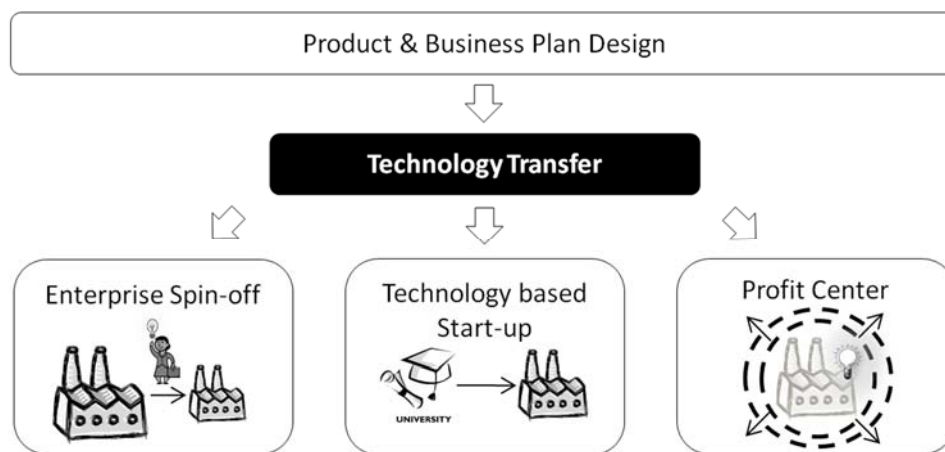 Product & Business Plan Design
Technology Transfer
Enterprise Spin-off
Technology based
Start-up
UNIVERSITY
Profit Center